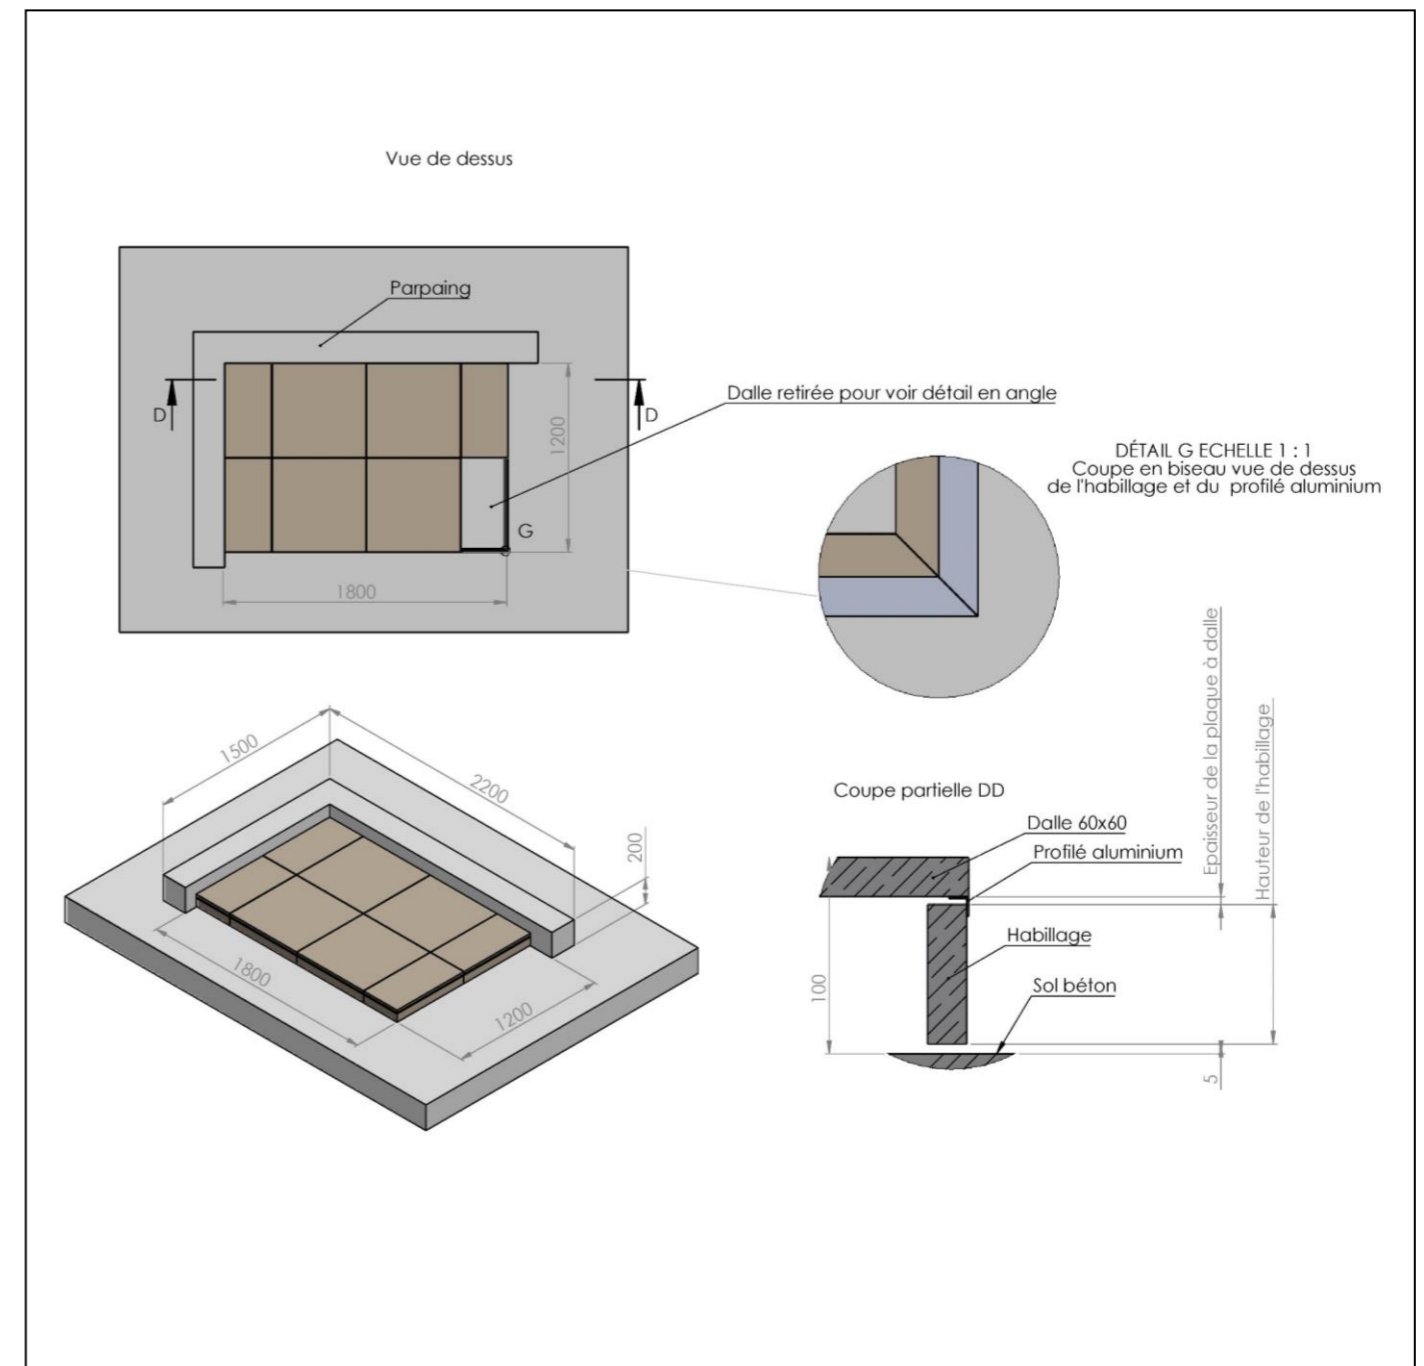 Vue de dessus
Parpaing
D
D
Dalle retirée pour voir détail en angle
1200
G
1800
DÉTAIL G ECHELLE 1 : 1
Coupe en biseau vue de dessus
de l'habillage et du profilé aluminium
1500
2200
200
1800
1200
Coupe partielle DD
Dalle 60x60
Profilé aluminium
Habillage
Sol béton
100
Epaisseur de la plaque à dalle
Hauteur de l'habillage
5